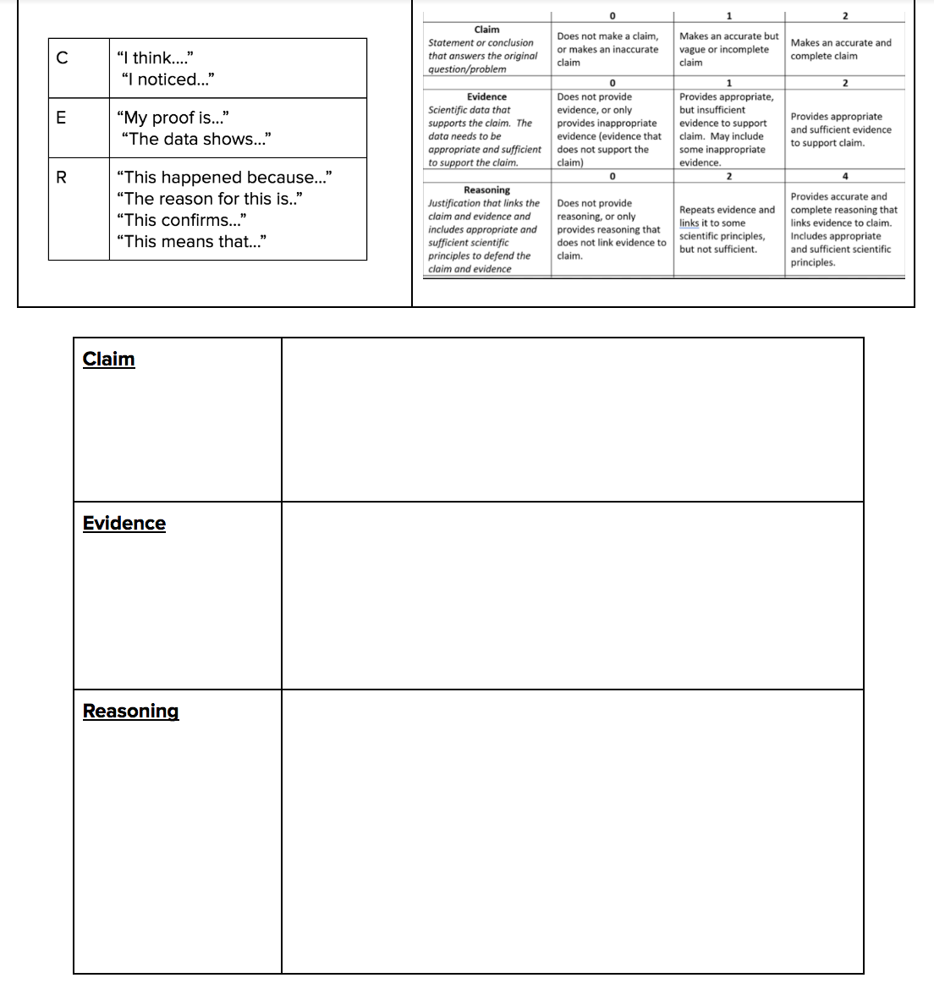 C
“I think....”
“I noticed...”
E
“My proof is...”
“The data shows...”
R
“This happened because...”
“The reason for this is..”
“This confirms...”
“This means that...”
0
1
2
Claim
Statement or conclusion
that answers the original
question/problem
Does not make a claim,
or makes an inaccurate
claim
Makes an accurate but
vague or incomplete
claim
Makes an accurate and
complete claim
0
1
2
Evidence
Scientific data that
supports the claim.  The
data needs to be
appropriate and sufficient
to support the claim.
Does not provide
evidence, or only
provides inappropriate
evidence (evidence that
does not support the
claim)
Provides appropriate,
but insufficient
evidence to support
claim.  May include
some inappropriate
evidence.
Provides appropriate
and sufficient evidence
to support claim.
0
2
4
Reasoning
Justification that links the
claim and evidence and
includes appropriate and
sufficient scientific
principles to defend the
claim and evidence
Does not provide
reasoning, or only
provides reasoning that
does not link evidence to
claim.
Repeats evidence and
links it to some
scientific principles,
but not sufficient.
Provides accurate and
complete reasoning that
links evidence to claim.
Includes appropriate
and sufficient scientific
principles.
Claim
Evidence
Reasoning